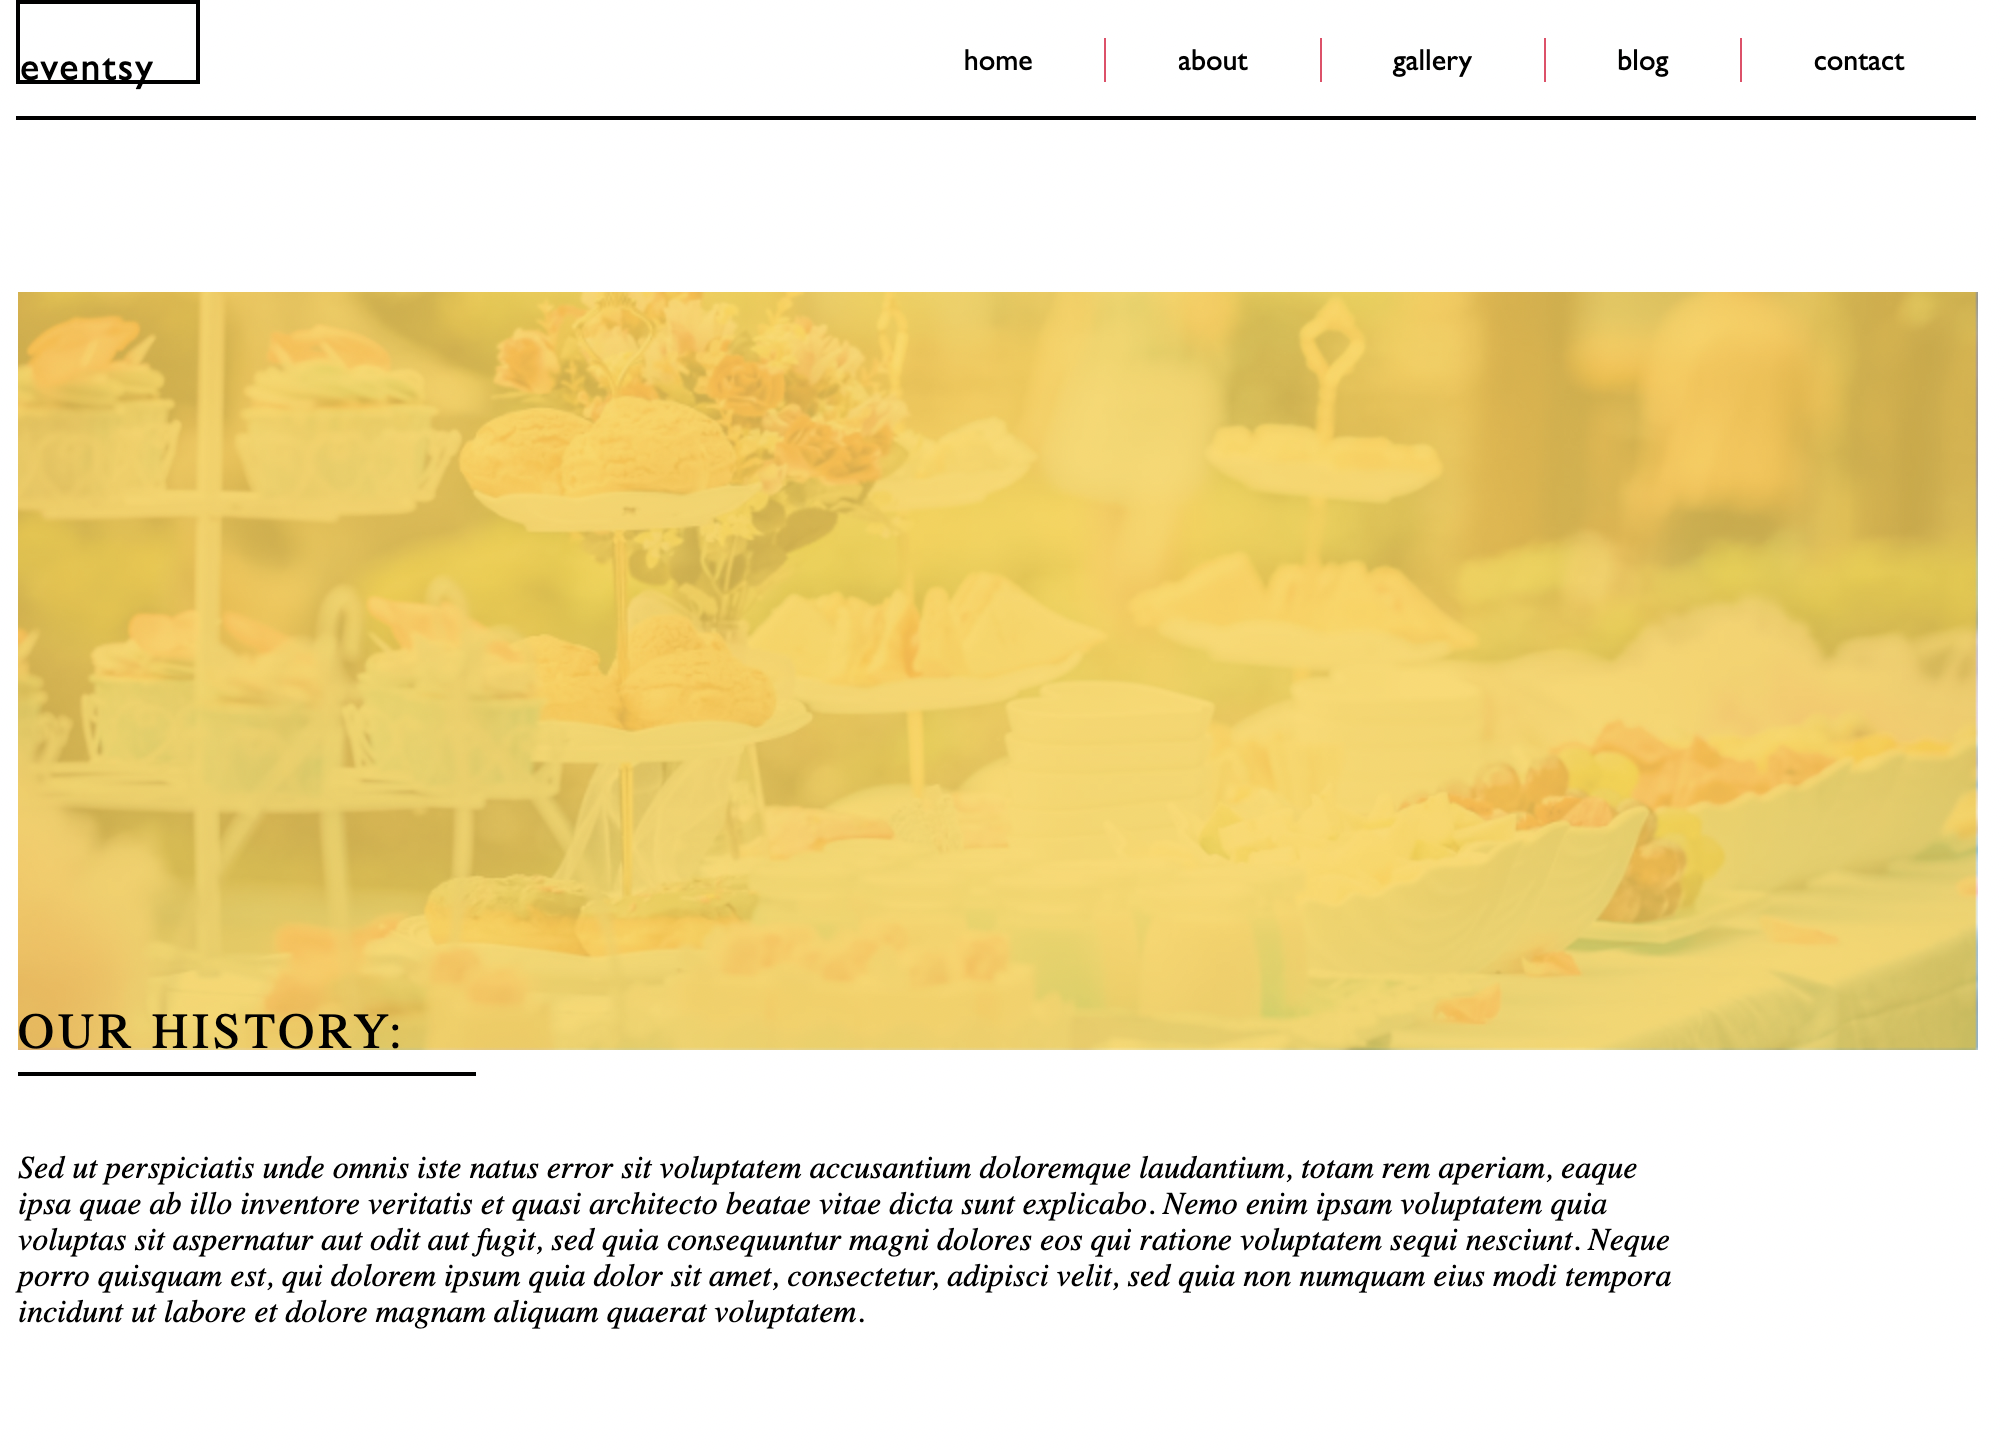 eventsy
home
about
gallery
blog
contact
OUR HISTORY:
Sed ut perspiciatis unde omnis iste natus error sit voluptatem accusantium doloremque laudantium, totam rem aperiam, eaque
ipsa quae ab illo inventore veritatis et quasi architecto beatae vitae dicta sunt explicabo. Nemo enim ipsam voluptatem quia
voluptas sit aspernatur aut odit aut fugit, sed quia consequuntur magni dolores eos qui ratione voluptatem sequi nesciunt. Neque
porro quisquam est, qui dolorem ipsum quia dolor sit amet, consectetur, adipisci velit, sed quia non numquam eius modi tempora
incidunt ut labore et dolore magnam aliquam quaerat voluptatem.